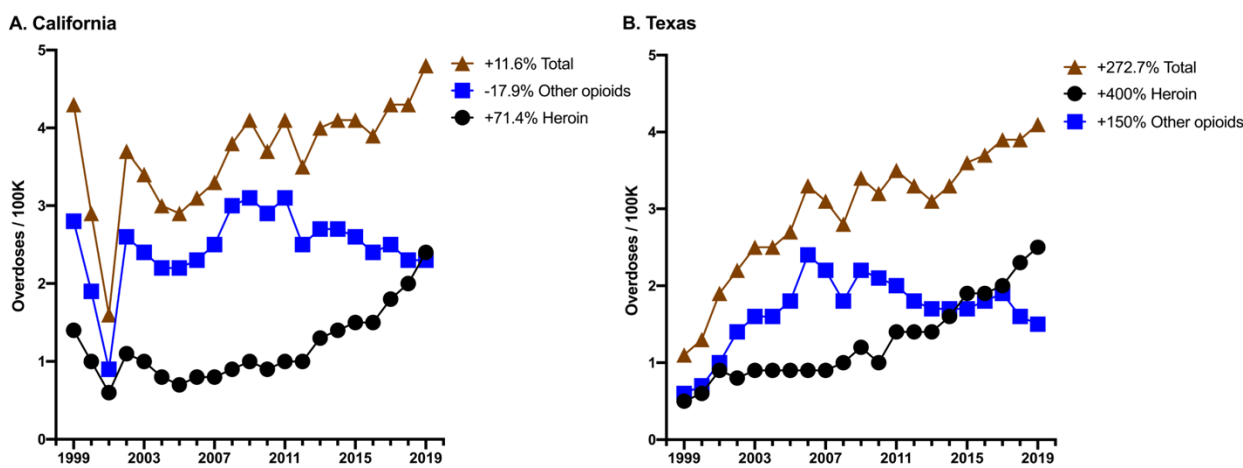 A. California
+11.6% Total
-17.9% Other opioids
+71.4% Heroin
Overdoses / 100K
5
4
3
2
1
0
1999 2003 2007 2011 2015 2019
B. Texas
+272.7% Total
+400% Heroin
+150% Other opioids
Overdoses / 100K
5
4
3
2
1
0
1999 2003 2007 2011 2015 2019